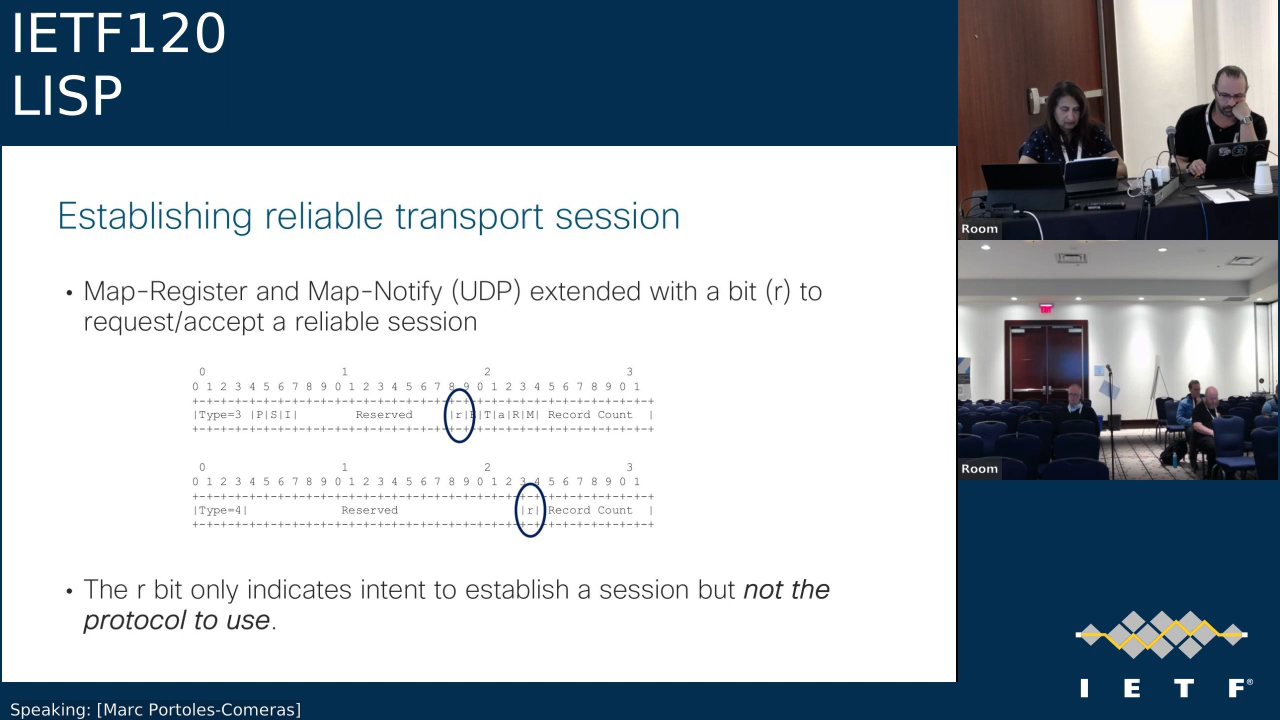 IETF120
LISP
Establishing reliable transport session
• Map-Register and Map-Notify (UDP) extended with a bit (r) to
request/accept a reliable session
0                   1                   2                   3
0 1 2 3 4 5 6 7 8 9 0 1 2 3 4 5 6 7 8 9 0 1 2 3 4 5 6 7 8 9 0 1
+-+-+-+-+-+-+-+-+-+-+-+-+-+-+-+-+-+-+-+-+-+-+-+-+-+-+-+-+-+-+-+-+
|Type=3 |P|S|I|        Reserved     |r|E|T|a|R|M| Record Count  |
+-+-+-+-+-+-+-+-+-+-+-+-+-+-+-+-+-+-+-+-+-+-+-+-+-+-+-+-+-+-+-+-+
0                   1                   2                   3
0 1 2 3 4 5 6 7 8 9 0 1 2 3 4 5 6 7 8 9 0 1 2 3 4 5 6 7 8 9 0 1
+-+-+-+-+-+-+-+-+-+-+-+-+-+-+-+-+-+-+-+-+-+-+-+-+-+-+-+-+-+-+-+-+
|Type=4|             Reserved                 |r| Record Count  |
+-+-+-+-+-+-+-+-+-+-+-+-+-+-+-+-+-+-+-+-+-+-+-+-+-+-+-+-+-+-+-+-+
• The r bit only indicates intent to establish a session but not the
protocol to use.
Room
Room
I E T F®
Speaking: [Marc Portoles-Comeras]